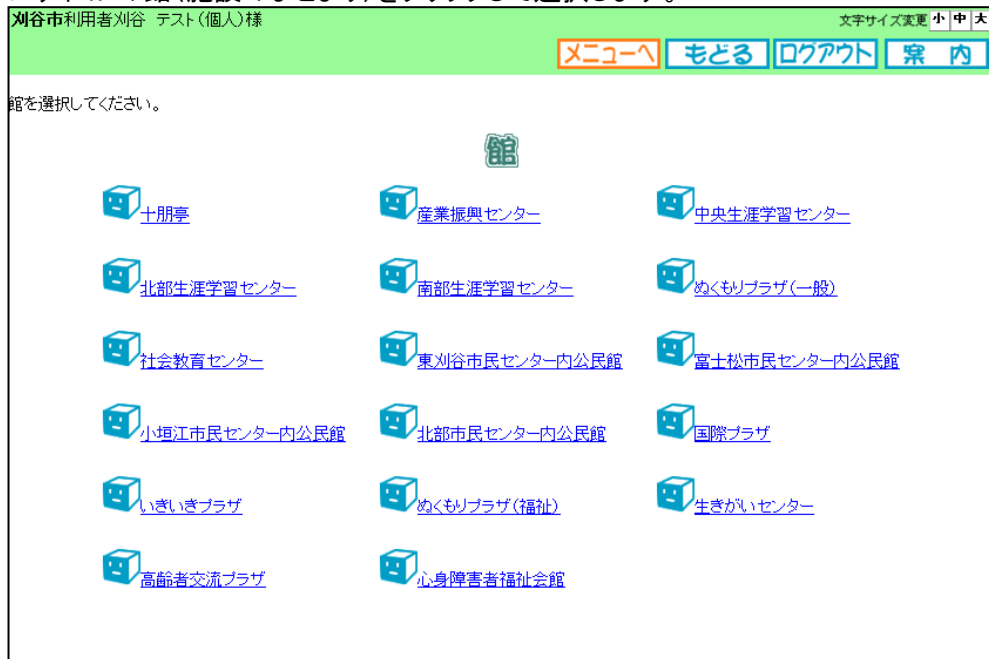 刈谷市利用者刈谷 テスト(個人)様
文字サイズ変更 小 中 大
メニューへ もどる ログアウト 案 内
館を選択してください。
館
十朋亭 産業振興センター 中央生涯学習センター
北部生涯学習センター 南部生涯学習センター ぬくもりプラザ(一般)
社会教育センター 東刈谷市民センター内公民館 富士松市民センター内公民館
小垣江市民センター内公民館 北部市民センター内公民館 国際プラザ
いきいきプラザ ぬくもりプラザ(福祉) 生きがいセンター
高齢者交流プラザ 心身障害者福祉会館